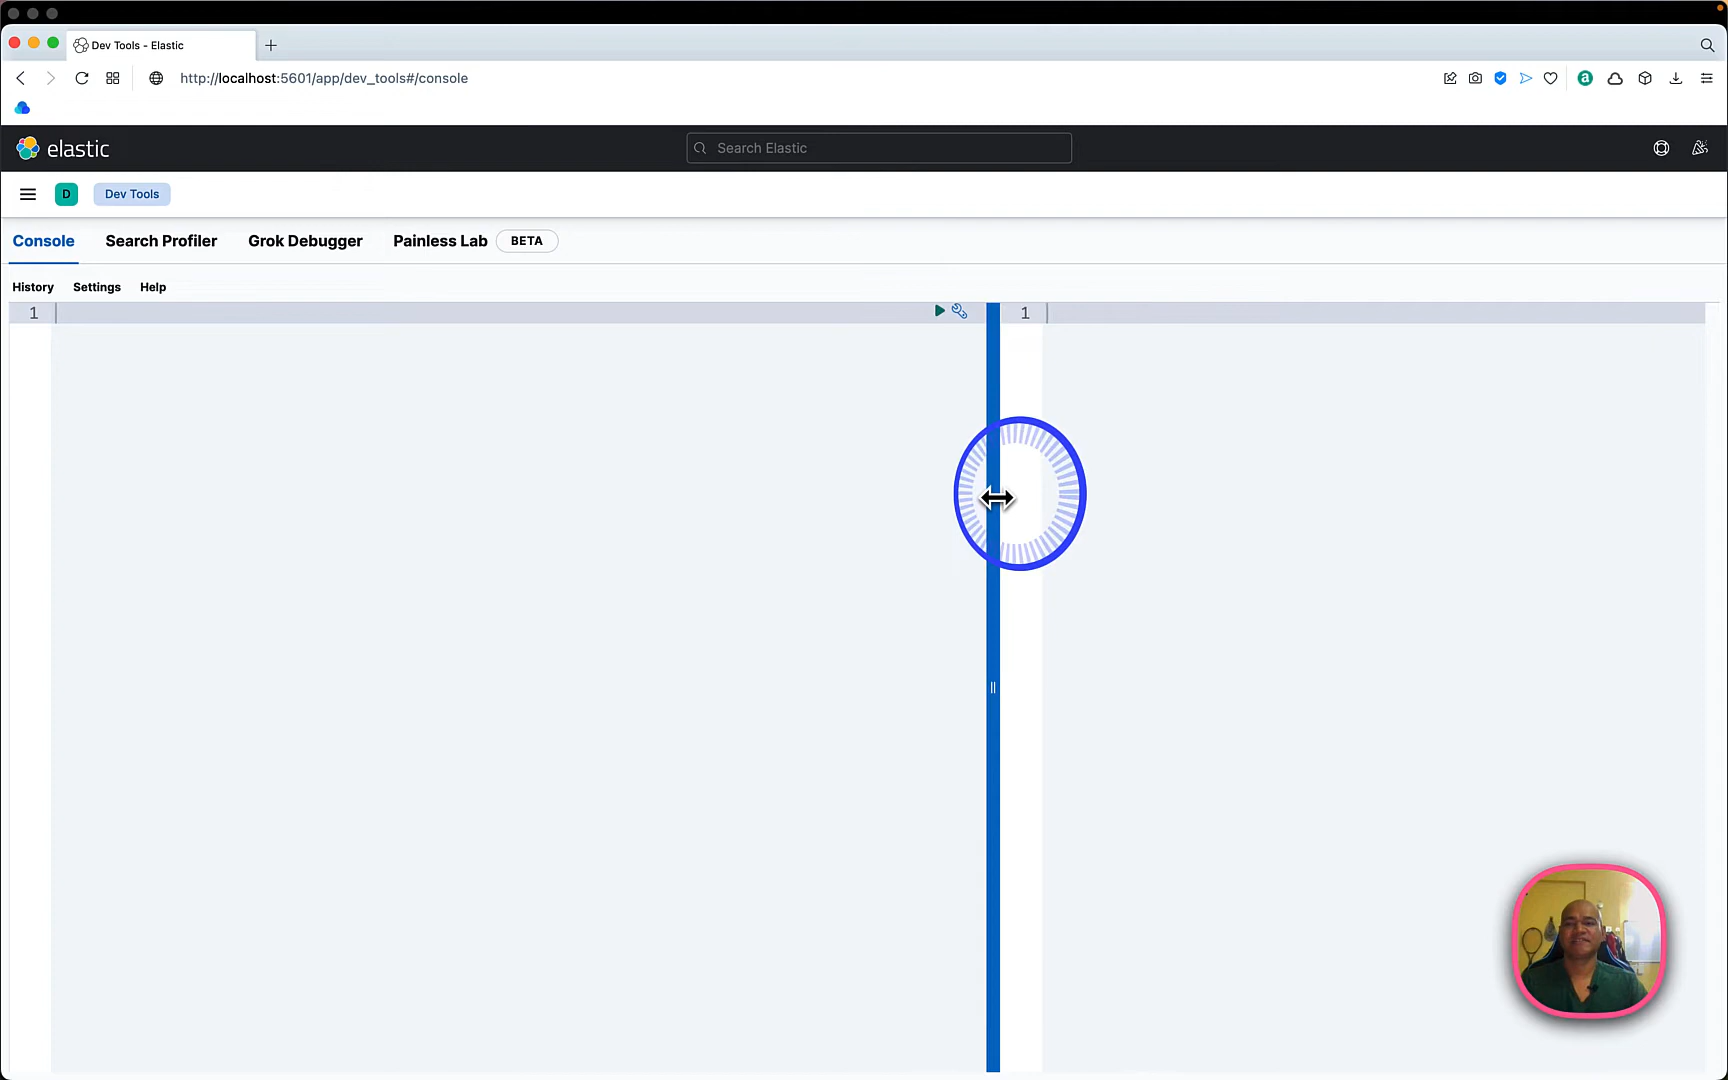 Dev Tools - Elastic
http://localhost:5601/app/dev_tools#/console
elastic
Search Elastic
D
Dev Tools
Console Search Profiler Grok Debugger Painless Lab BETA
History Settings Help
1
1